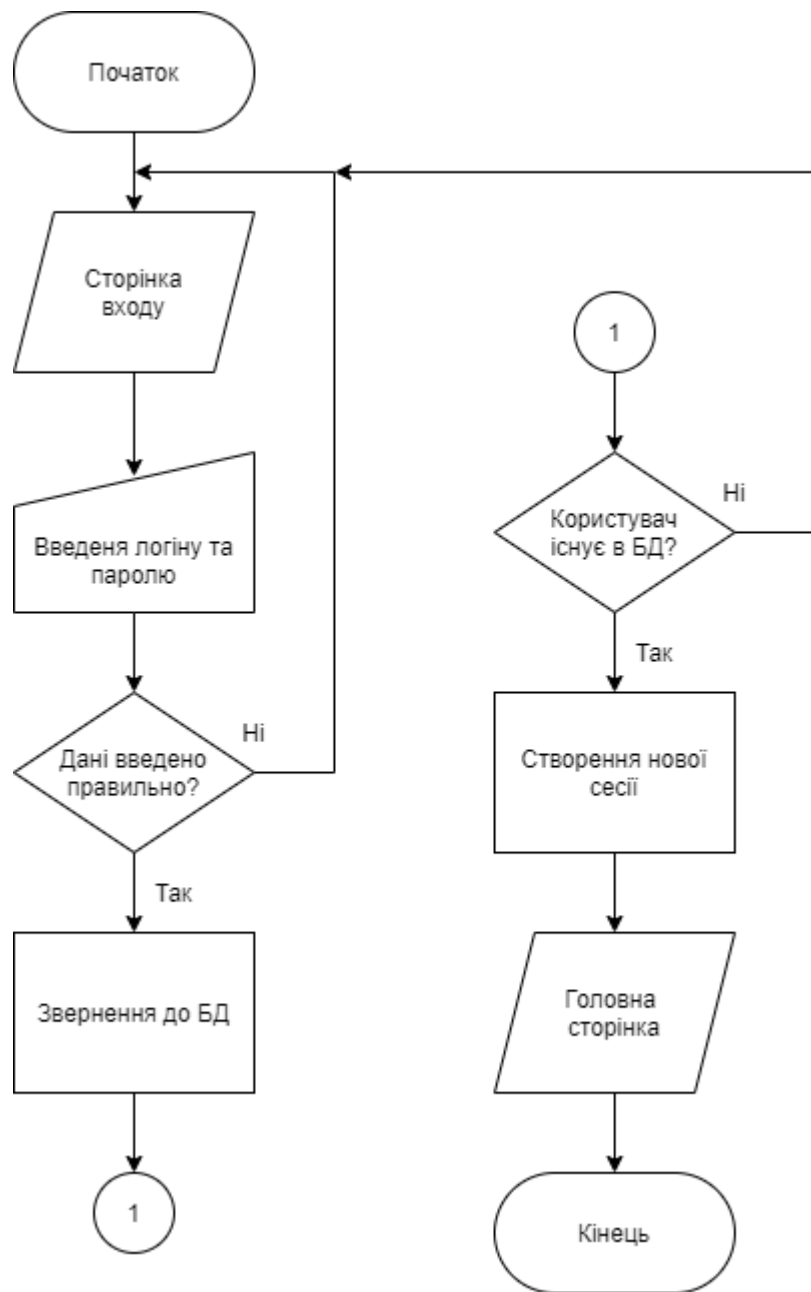 Початок
Сторінка
входу
Введеня логіну та
паролю
Дані введено
правильно?
Ні
Так
Звернення до БД
1
1
Користувач
існує в БД?
Ні
Так
Створення нової
сесії
Головна
сторінка
Кінець